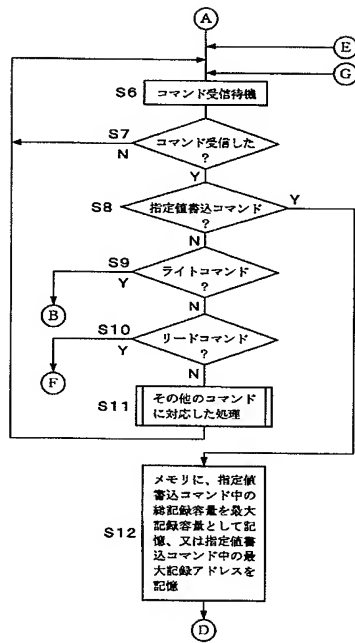 A
E
G
S6
コマンド受信待機
S7
コマンド受信した
?
N
Y
S8
指定値書込コマンド
?
Y
N
S9
ライトコマンド
?
Y
N
B
S10
リードコマンド
?
Y
N
F
S11
その他のコマンド
に対応した処理
S12
メモリに、指定値
書込コマンド中の
総記録容量を最大
記録容量として記
憶、又は指定値書
込コマンド中の最
大記録アドレスを
記憶
D